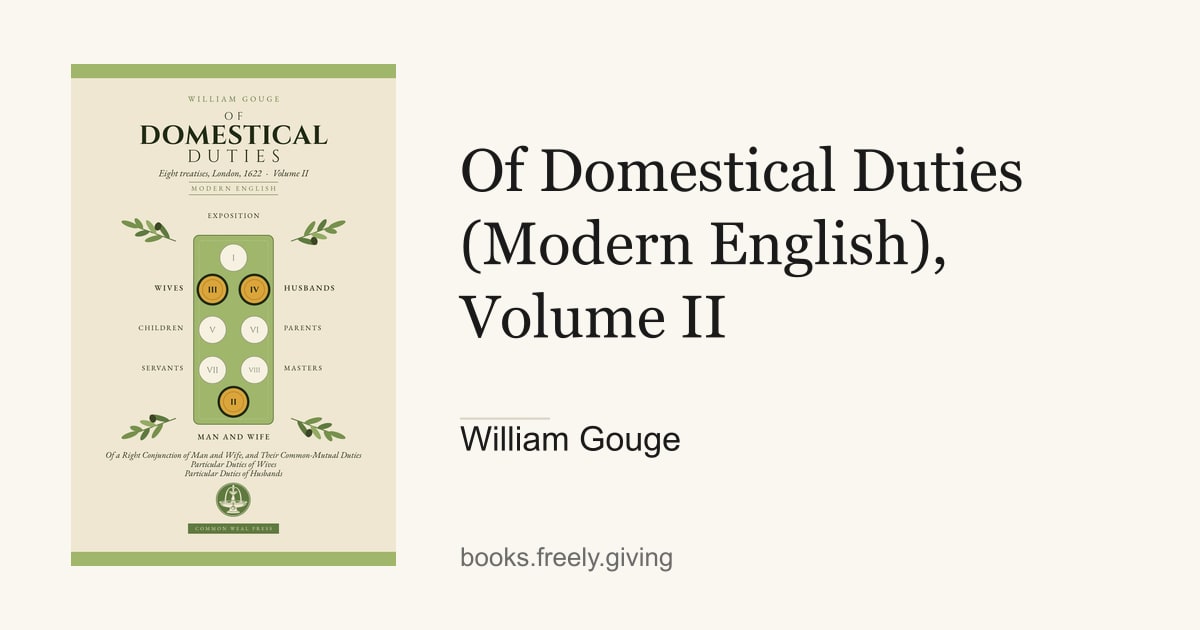 WILLIAM GOUGE
OF
DOMESTICAL
DUTIES
Eight treatises, London, 1622 · Volume II
MODERN ENGLISH
EXPOSITION
I
WIVES III IV HUSBANDS
CHILDREN V VI PARENTS
SERVANTS VII VIII MASTERS
II
MAN AND WIFE
Of a Right Conjunction of Man and Wife, and Their Common-Mutual Duties
Particular Duties of Wives
Particular Duties of Husbands
COMMON WEAL PRESS
Of Domestical Duties
(Modern English),
Volume II
William Gouge
books.freely.giving